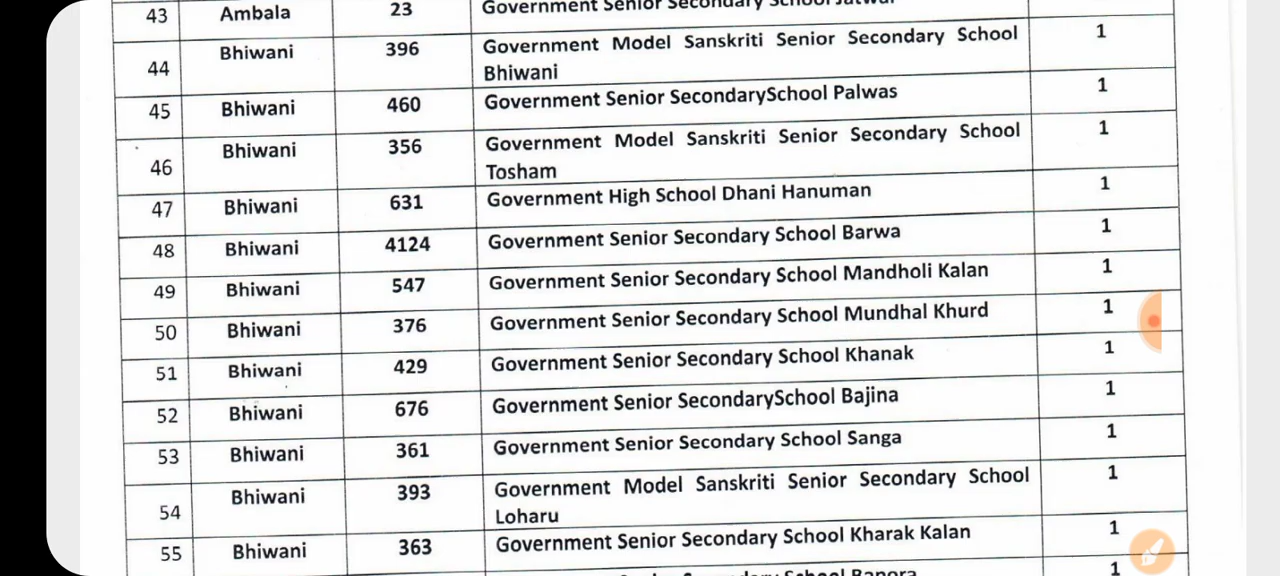 43 Ambala 23 Government Senior Secondary School Jatwar
44 Bhiwani 396 Government Model Sanskriti Senior Secondary School 1
Bhiwani
45 Bhiwani 460 Government Senior SecondarySchool Palwas 1
46 Bhiwani 356 Government Model Sanskriti Senior Secondary School 1
Tosham
47 Bhiwani 631 Government High School Dhani Hanuman 1
48 Bhiwani 4124 Government Senior Secondary School Barwa 1
49 Bhiwani 547 Government Senior Secondary School Mandholi Kalan 1
50 Bhiwani 376 Government Senior Secondary School Mundhal Khurd 1
51 Bhiwani 429 Government Senior Secondary School Khanak 1
52 Bhiwani 676 Government Senior SecondarySchool Bajina 1
53 Bhiwani 361 Government Senior Secondary School Sanga 1
54 Bhiwani 393 Government Model Sanskriti Senior Secondary School 1
Loharu
55 Bhiwani 363 Government Senior Secondary School Kharak Kalan 1
School 1